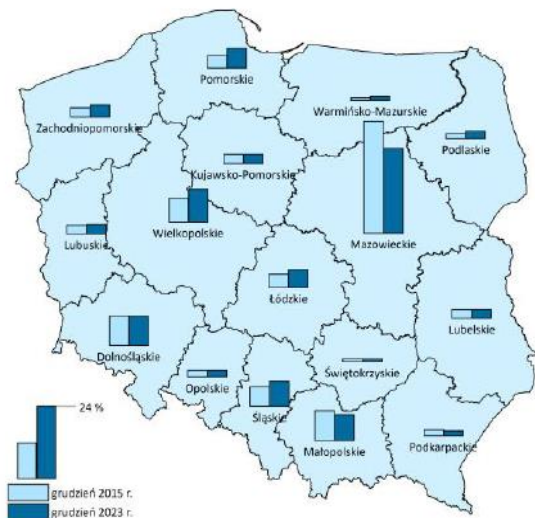 Pomorskie
Warmińsko-Mazurskie
Zachodniopomorskie
Podlaskie
Kujawsko-Pomorskie
Wielkopolskie
Mazowieckie
Lubuskie
Łódzkie
Lubelskie
Dolnośląskie
Opolskie
Świętokrzyskie
Śląskie
Małopolskie
Podkarpackie
24 %
grudzień 2015 r.
grudzień 2023 r.